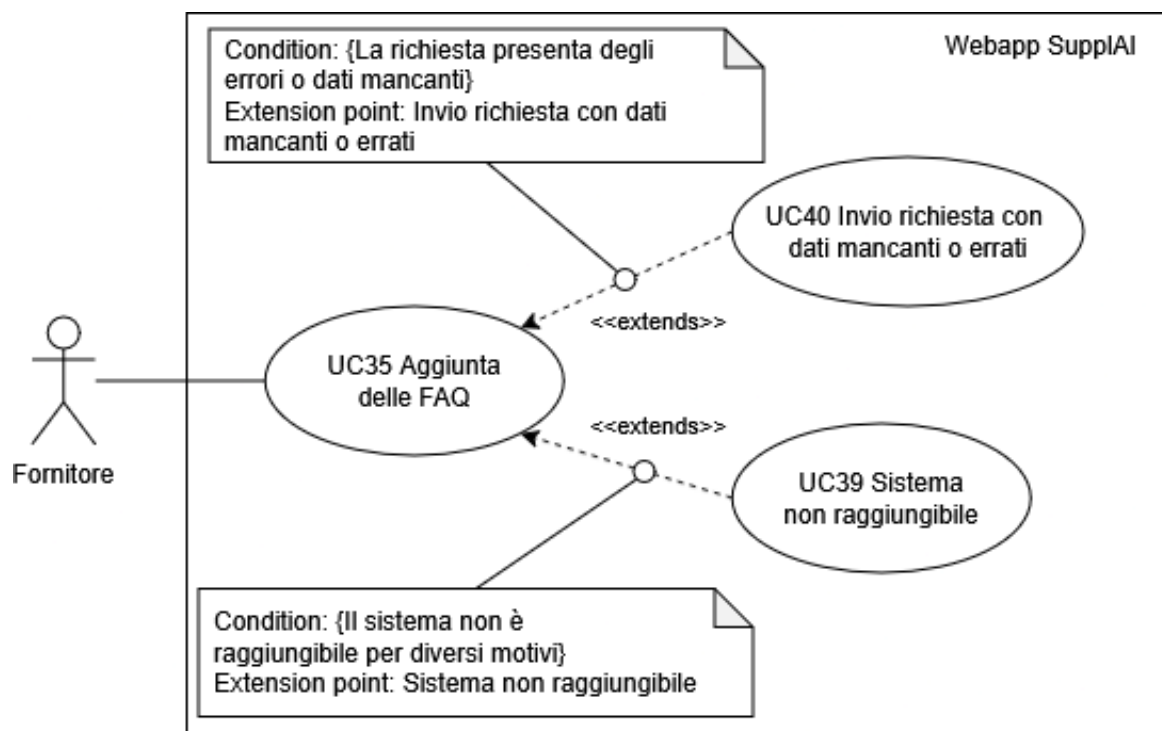 Condition: {La richiesta presenta degli
errori o dati mancanti}
Extension point: Invio richiesta con dati
mancanti o errati
Webapp SupplAI
UC40 Invio richiesta con
dati mancanti o errati
<<extends>>
UC35 Aggiunta
delle FAQ
Fornitore
<<extends>>
UC39 Sistema
non raggiungibile
Condition: {Il sistema non è
raggiungibile per diversi motivi}
Extension point: Sistema non raggiungibile